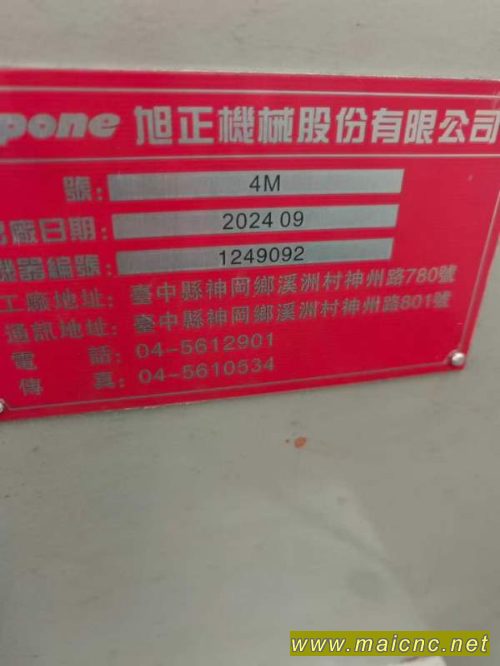 pone 旭正機械股份有限公司
號: 4M
出廠日期: 2024 09
機器編號: 1249092
工廠地址: 臺中縣神岡鄉溪洲村神州路780號
通訊地址: 臺中縣神岡鄉溪洲村神州路801號
電 話: 04-5612901
傳 真: 04-5610534
www.maicnc.net